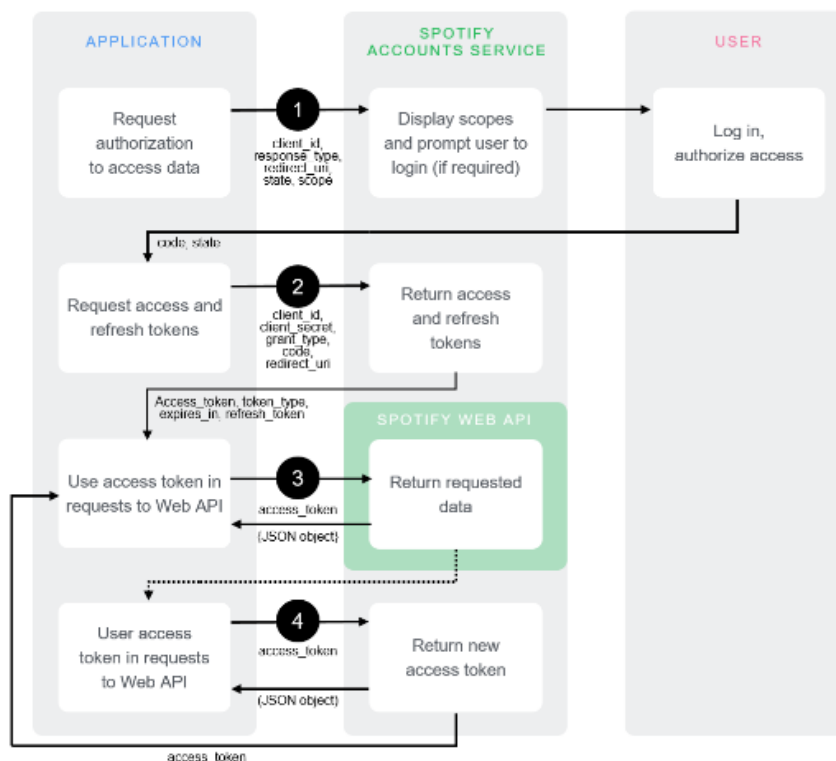 APPLICATION
SPOTIFY
ACCOUNTS SERVICE
USER
Request
authorization
to access data
1
client_id,
response_type,
redirect_uri,
state, scope
Display scopes
and prompt user to
login (if required)
Log in,
authorize access
code, state
Request access and
refresh tokens
2
client_id,
client_secret,
grant_type,
code,
redirect_uri
Return access
and refresh
tokens
Access_token, token_type,
expires_in, refresh_token
SPOTIFY WEB API
Use access token in
requests to Web API
3
access_token
(JSON object)
Return requested
data
User access
token in requests
to Web API
4
access_token
(JSON object)
Return new
access token
access_token